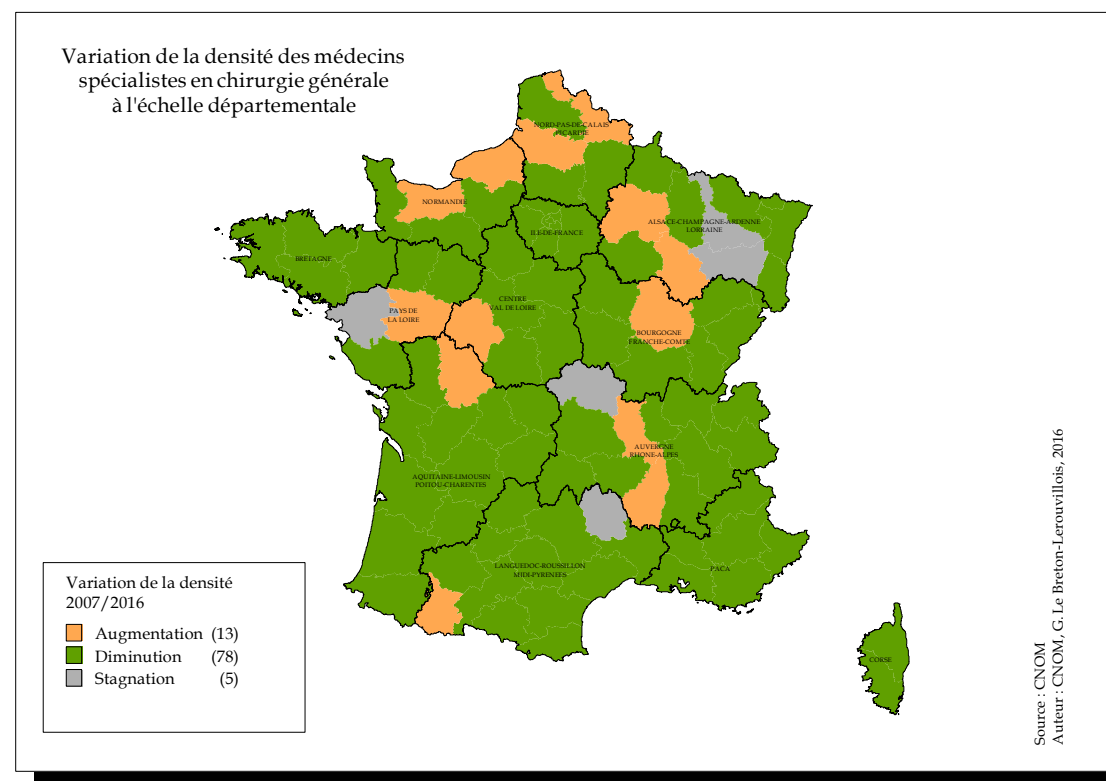 Variation de la densité des médecins
spécialistes en chirurgie générale
à l'échelle départementale
NORD-PAS-DE-CALAIS
PICARDIE
NORMANDIE
ILE-DE-FRANCE
ALSACE-CHAMPAGNE-ARDENNE
LORRAINE
BRETAGNE
PAYS DE
LA LOIRE
CENTRE
VAL DE LOIRE
BOURGOGNE
FRANCHE-COMTE
AUVERGNE
RHONE-ALPES
AQUITAINE-LIMOUSIN
POITOU-CHARENTES
LANGUEDOC-ROUSSILLON
MIDI-PYRENEES
PACA
CORSE
Variation de la densité
2007/2016
Augmentation (13)
Diminution (78)
Stagnation (5)
Source : CNOM
Auteur : CNOM, G. Le Breton-Lerouvillois, 2016